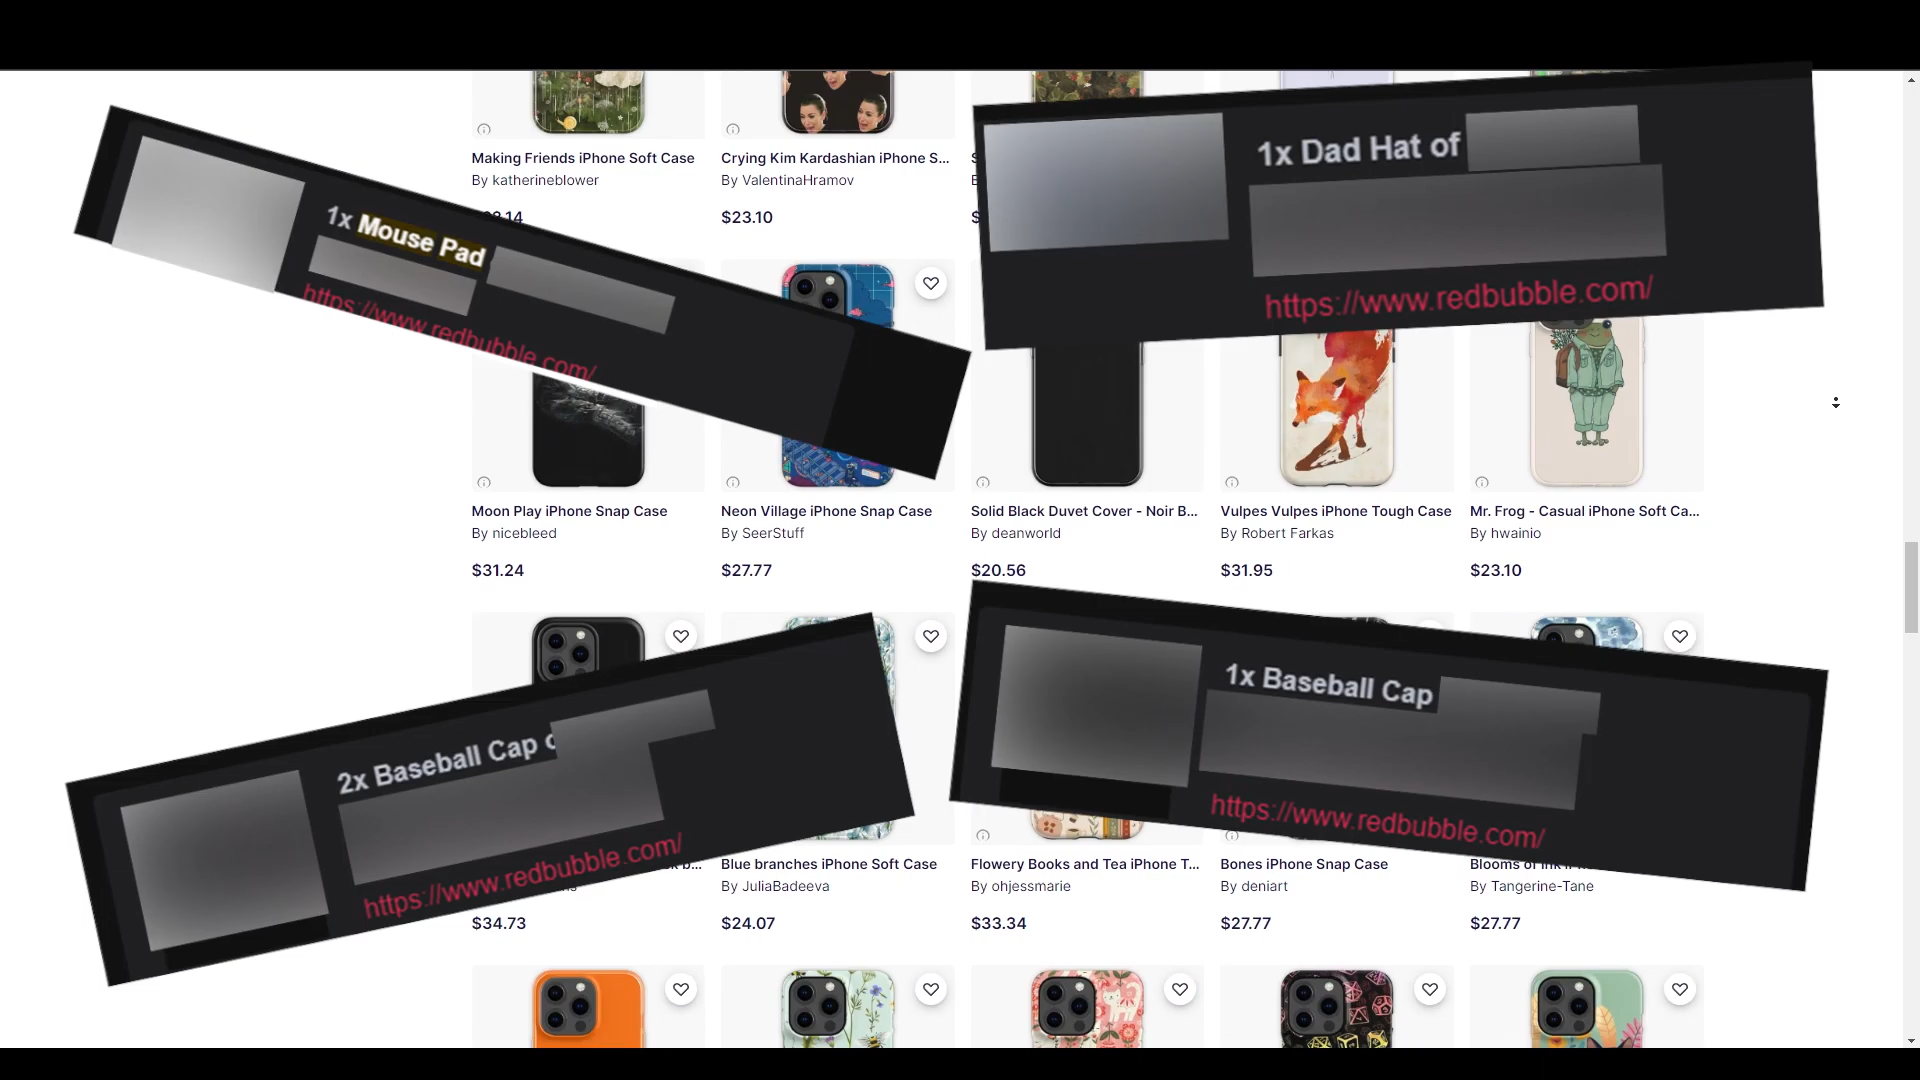 Making Friends iPhone Soft Case
By katherineblower
Crying Kim Kardashian iPhone S...
By ValentinaHramov
$23.10
$
1x Dad Hat of
https://www.redbubble.com/
1x Mouse Pad
https://www.redbubble.com/
Moon Play iPhone Snap Case
By nicebleed
$31.24
Neon Village iPhone Snap Case
By SeerStuff
$27.77
Solid Black Duvet Cover - Noir B...
By deanworld
$20.56
Vulpes Vulpes iPhone Tough Case
By Robert Farkas
$31.95
Mr. Frog - Casual iPhone Soft Ca...
By hwainio
$23.10
2x Baseball Cap
https://www.redbubble.com/
1x Baseball Cap
https://www.redbubble.com/
$34.73
Blue branches iPhone Soft Case
By JuliaBadeeva
$24.07
Flowery Books and Tea iPhone T...
By ohjessmarie
$33.34
Bones iPhone Snap Case
By deniart
$27.77
Blooms of
By Tangerine-Tane
$27.77